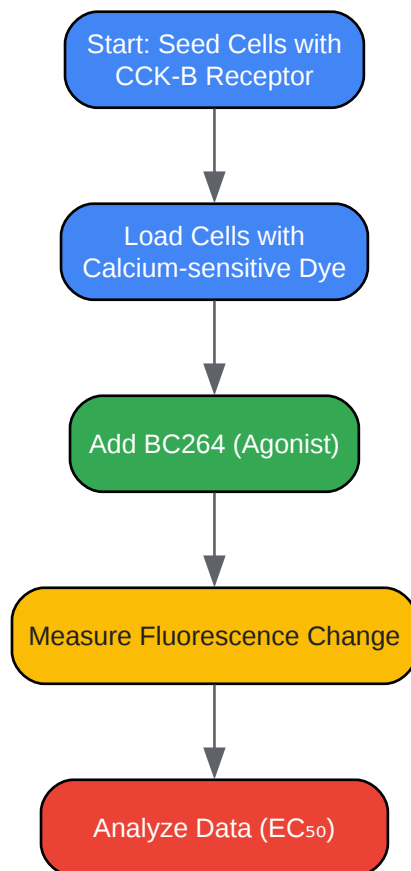 Start: Seed Cells with
CCK-B Receptor
Load Cells with
Calcium-sensitive Dye
Add BC264 (Agonist)
Measure Fluorescence Change
Analyze Data (EC₅₀)